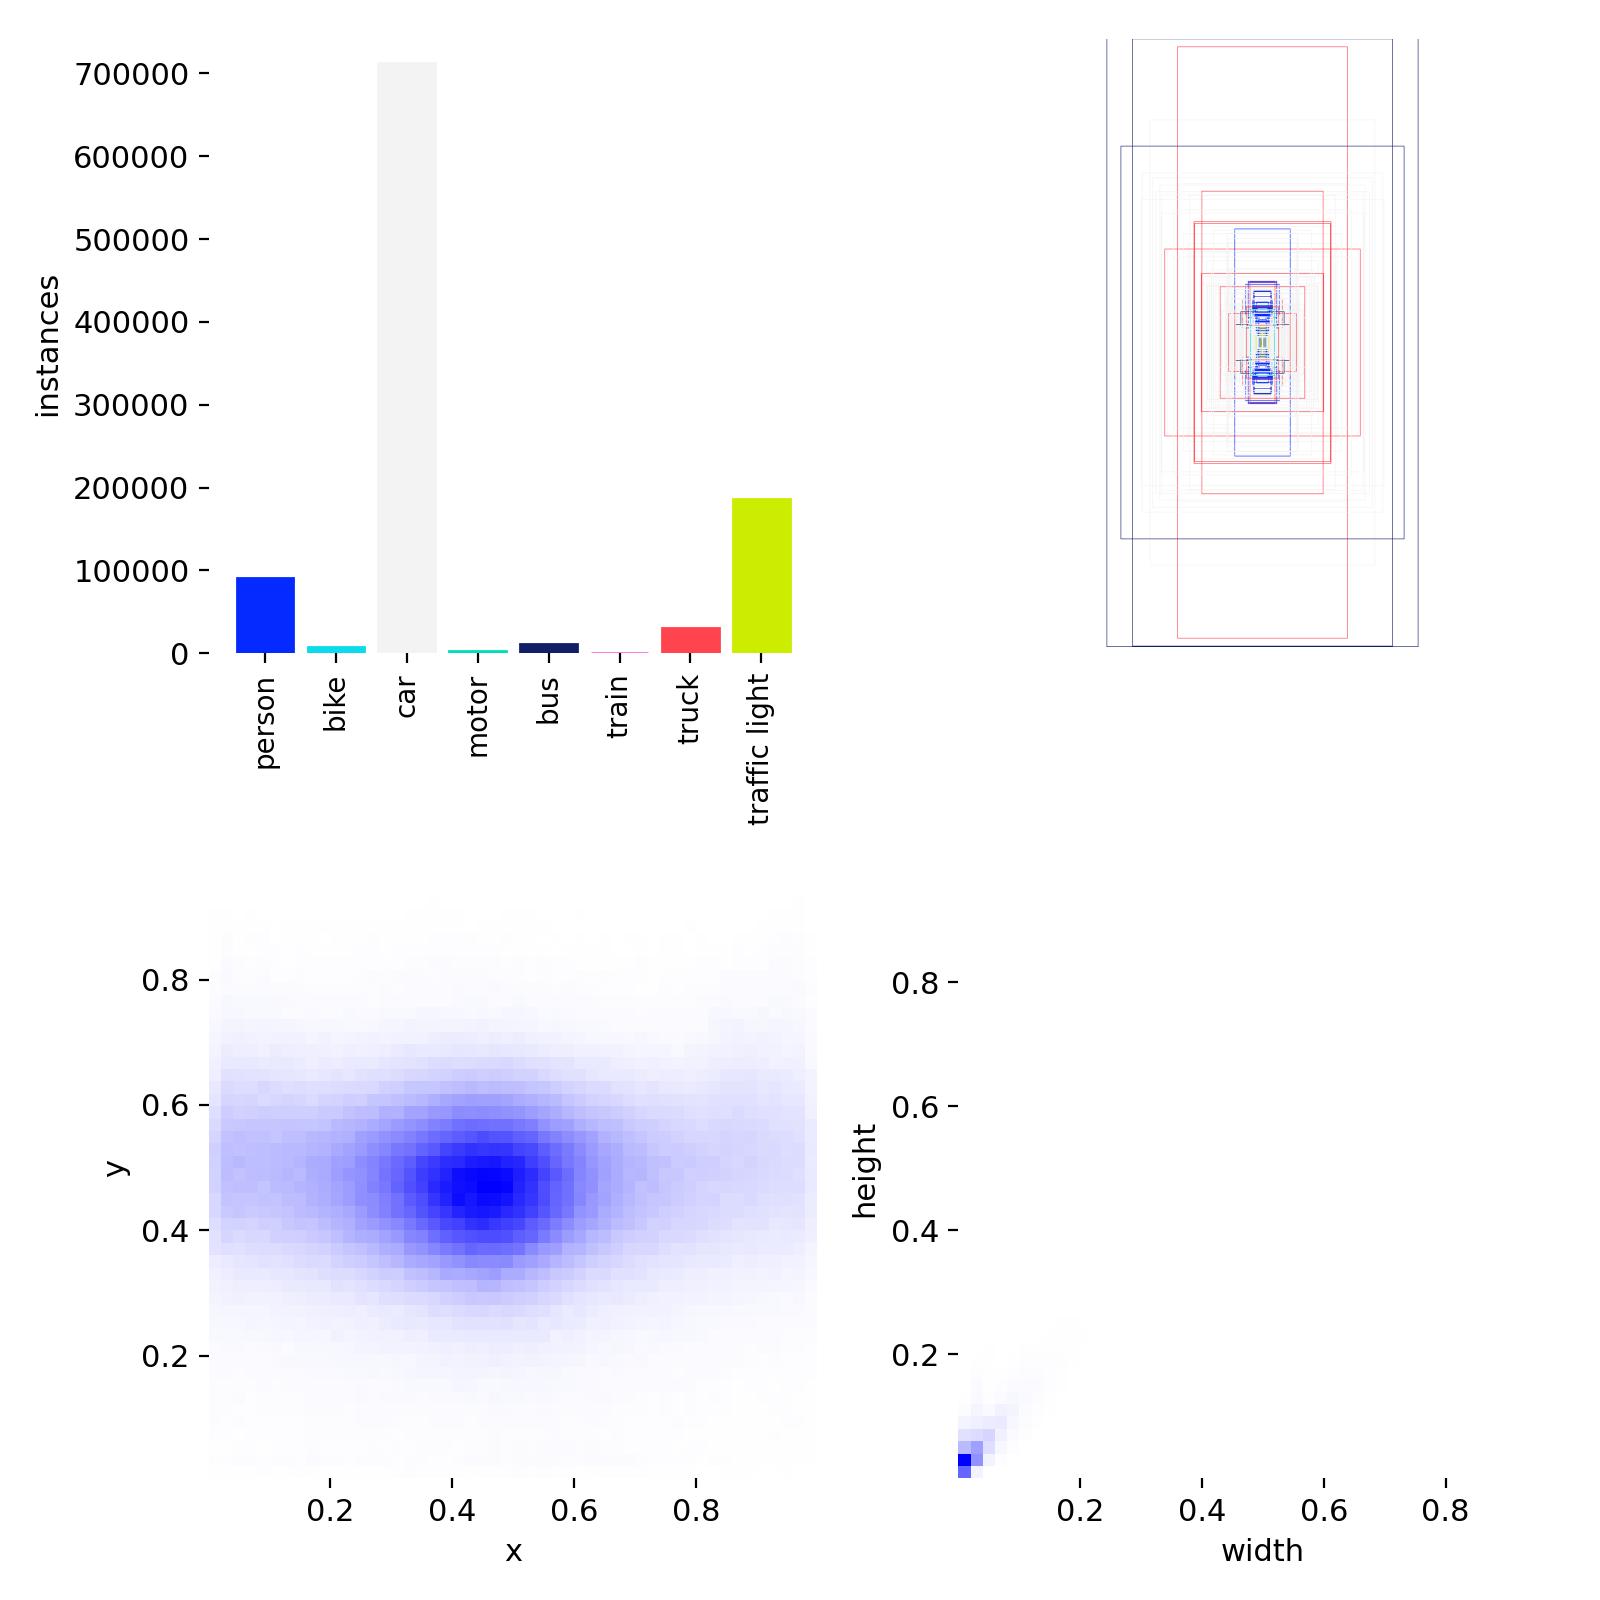 700000
600000
500000
400000
300000
200000
100000
0
instances
person
bike
car
motor
bus
train
truck
traffic light
0.8
0.6
0.4
0.2
y
0.2 0.4 0.6 0.8
x
0.8
0.6
0.4
0.2
height
0.2 0.4 0.6 0.8
width